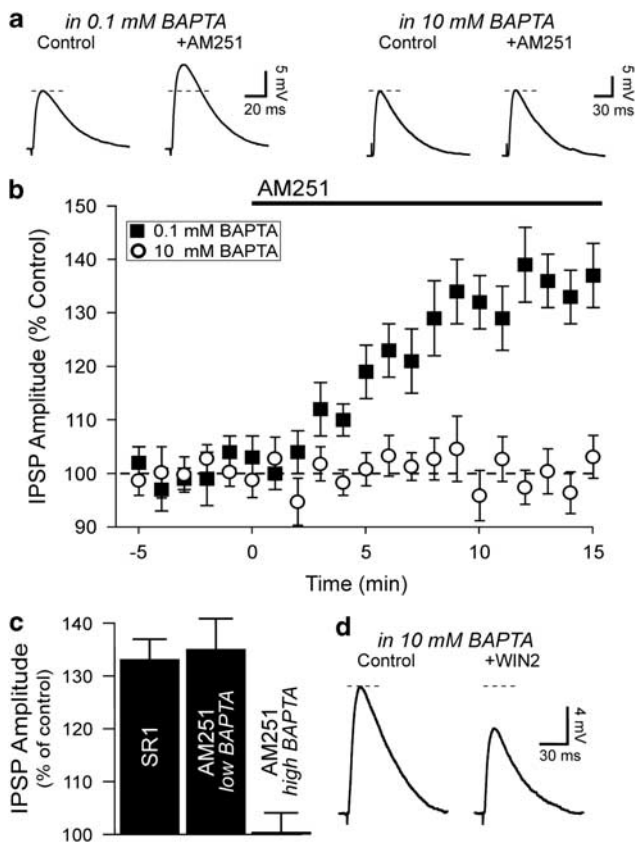 a
in 0.1 mM BAPTA
Control
+AM251
5 mV
20 ms
in 10 mM BAPTA
Control
+AM251
5 mV
30 ms
b
AM251
0.1 mM BAPTA
10 mM BAPTA
IPSP Amplitude (% Control)
150
140
130
120
110
100
90
-5
0
5
10
15
Time (min)
c
IPSP Amplitude
(% of control)
140
130
120
110
100
SR1
AM251
low BAPTA
AM251
high BAPTA
d
in 10 mM BAPTA
Control
+WIN2
4 mV
30 ms